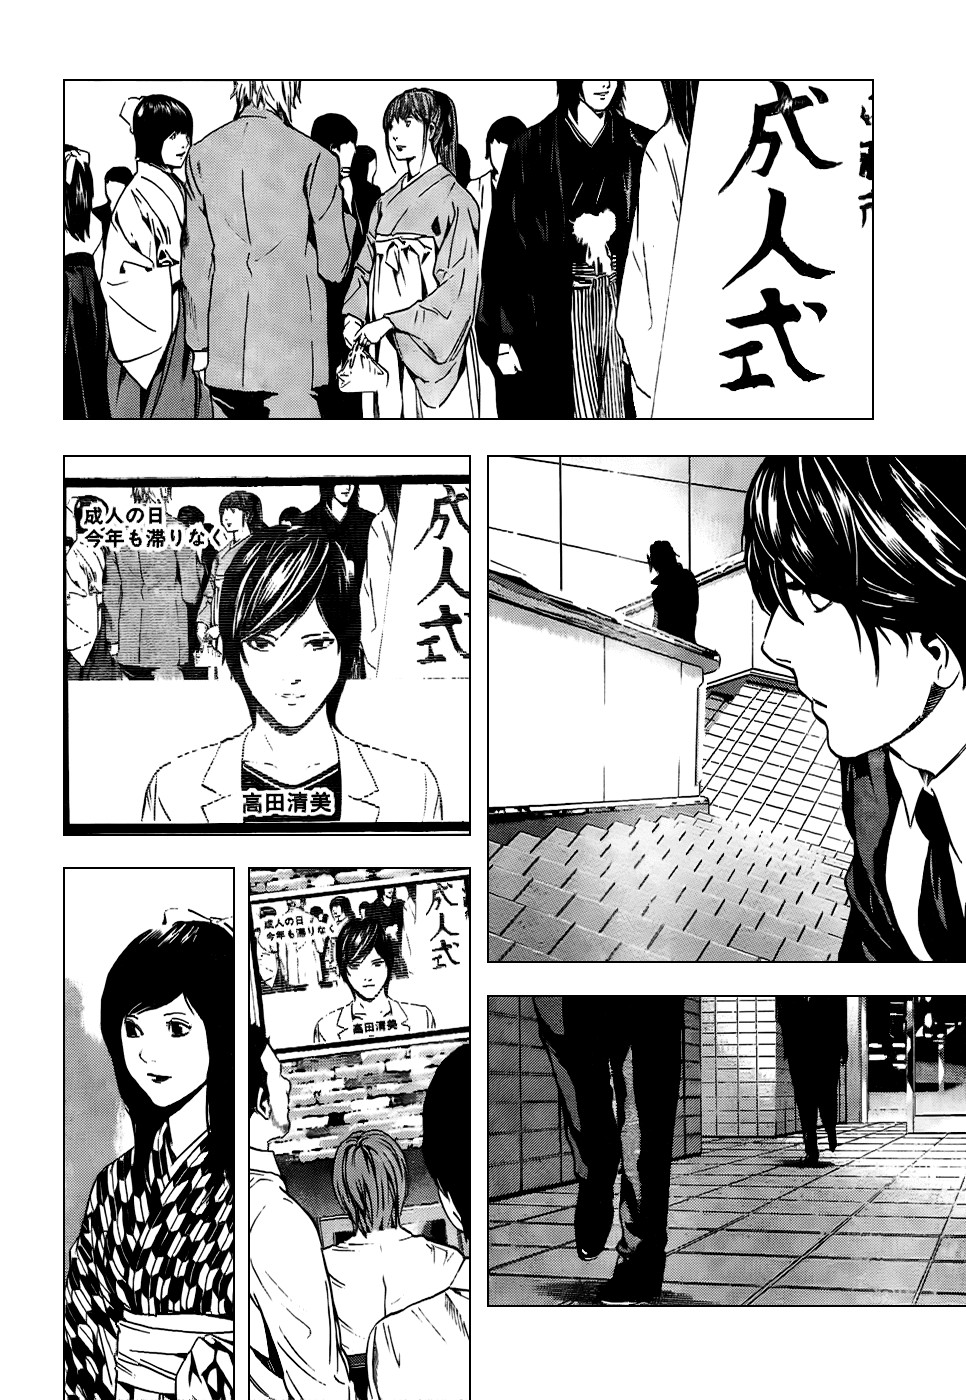 成人式
成人式
成人の日
今年も滞りなく
高田清美
成人式
成人の日
今年も滞りなく
高田清美